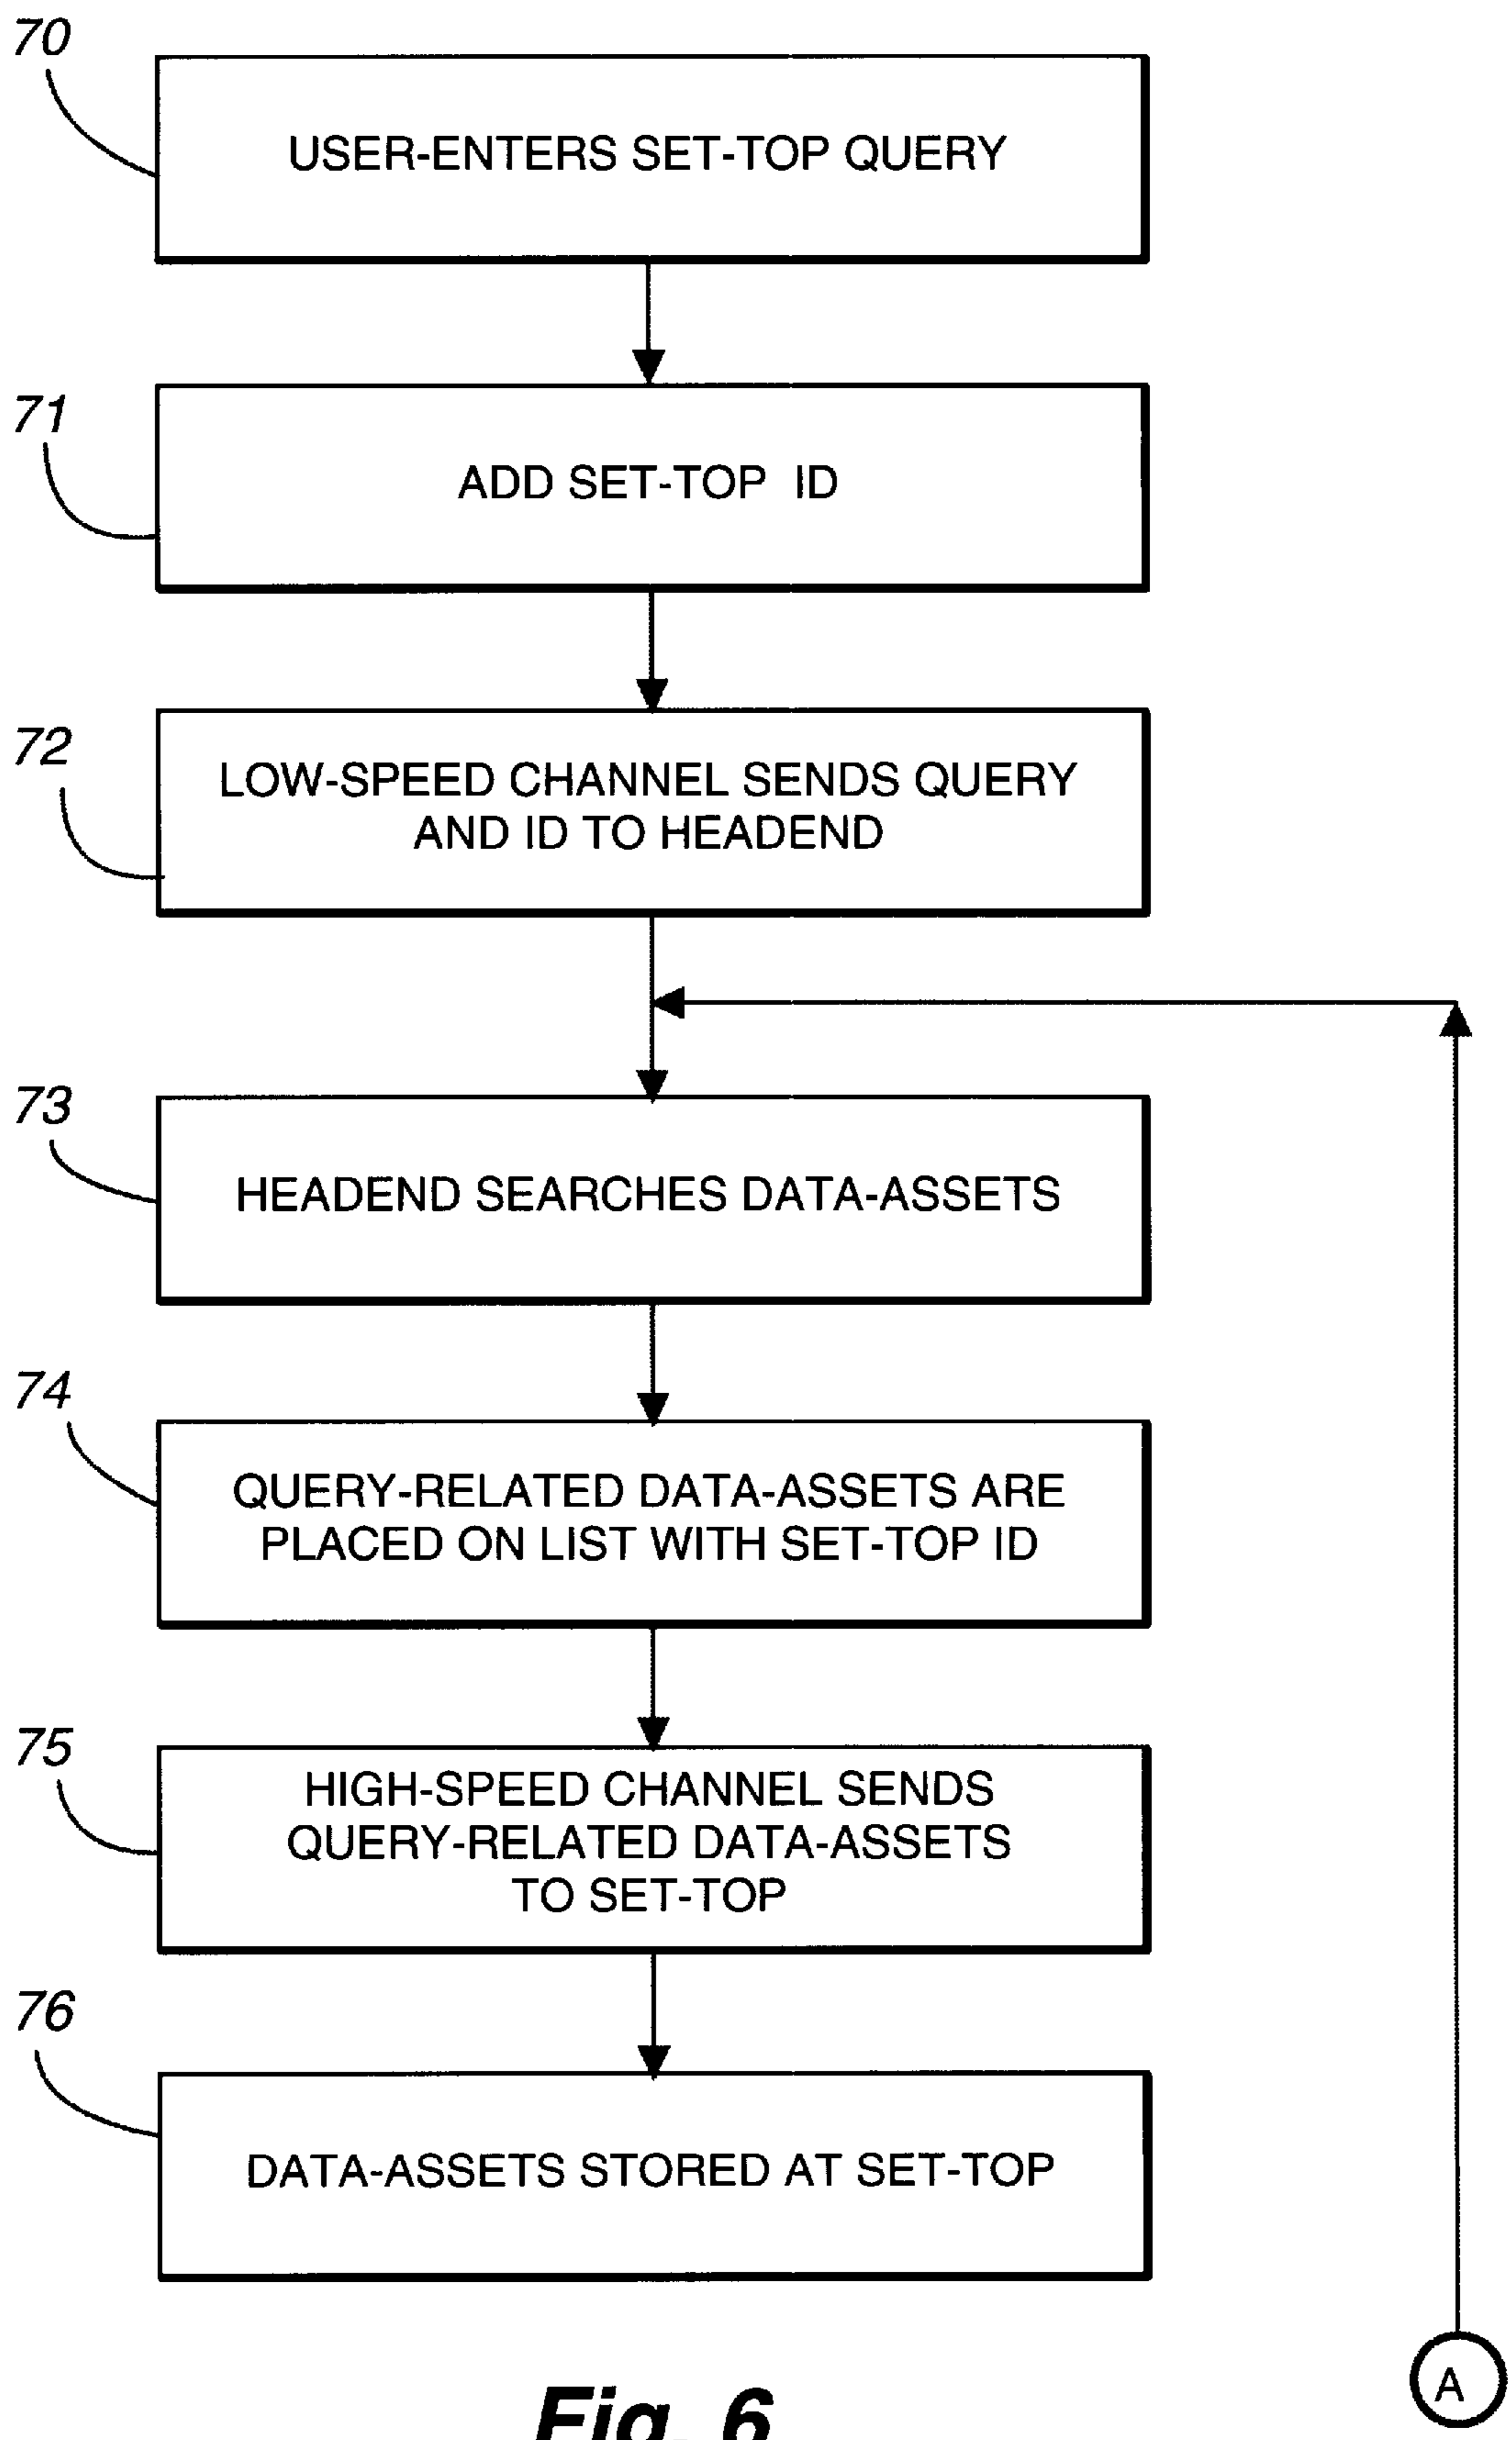 70
USER-ENTERS SET-TOP QUERY
71
ADD SET-TOP ID
72
LOW-SPEED CHANNEL SENDS QUERY
AND ID TO HEADEND
73
HEADEND SEARCHES DATA-ASSETS
74
QUERY-RELATED DATA-ASSETS ARE
PLACED ON LIST WITH SET-TOP ID
75
HIGH-SPEED CHANNEL SENDS
QUERY-RELATED DATA-ASSETS
TO SET-TOP
76
DATA-ASSETS STORED AT SET-TOP
A
Fig. 6